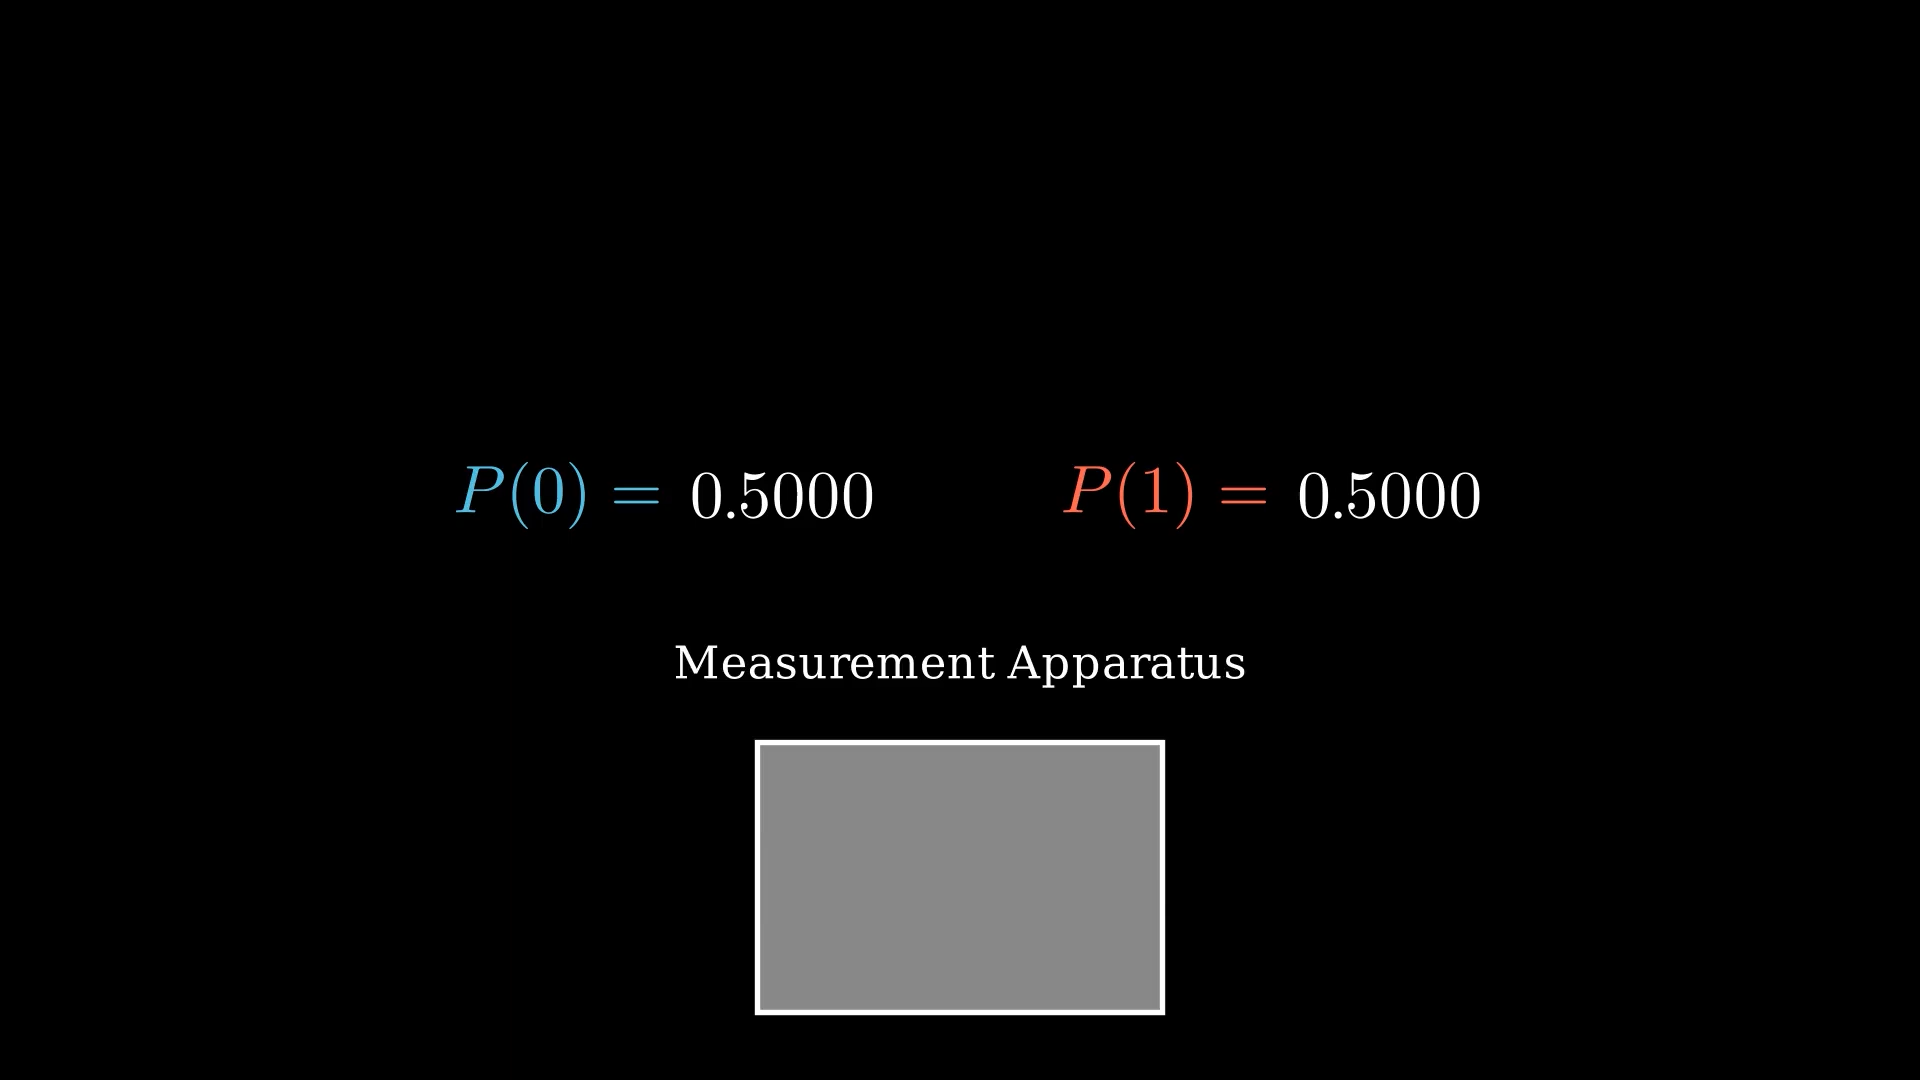 P(0) = 0.5000 P(1) = 0.5000
Measurement Apparatus